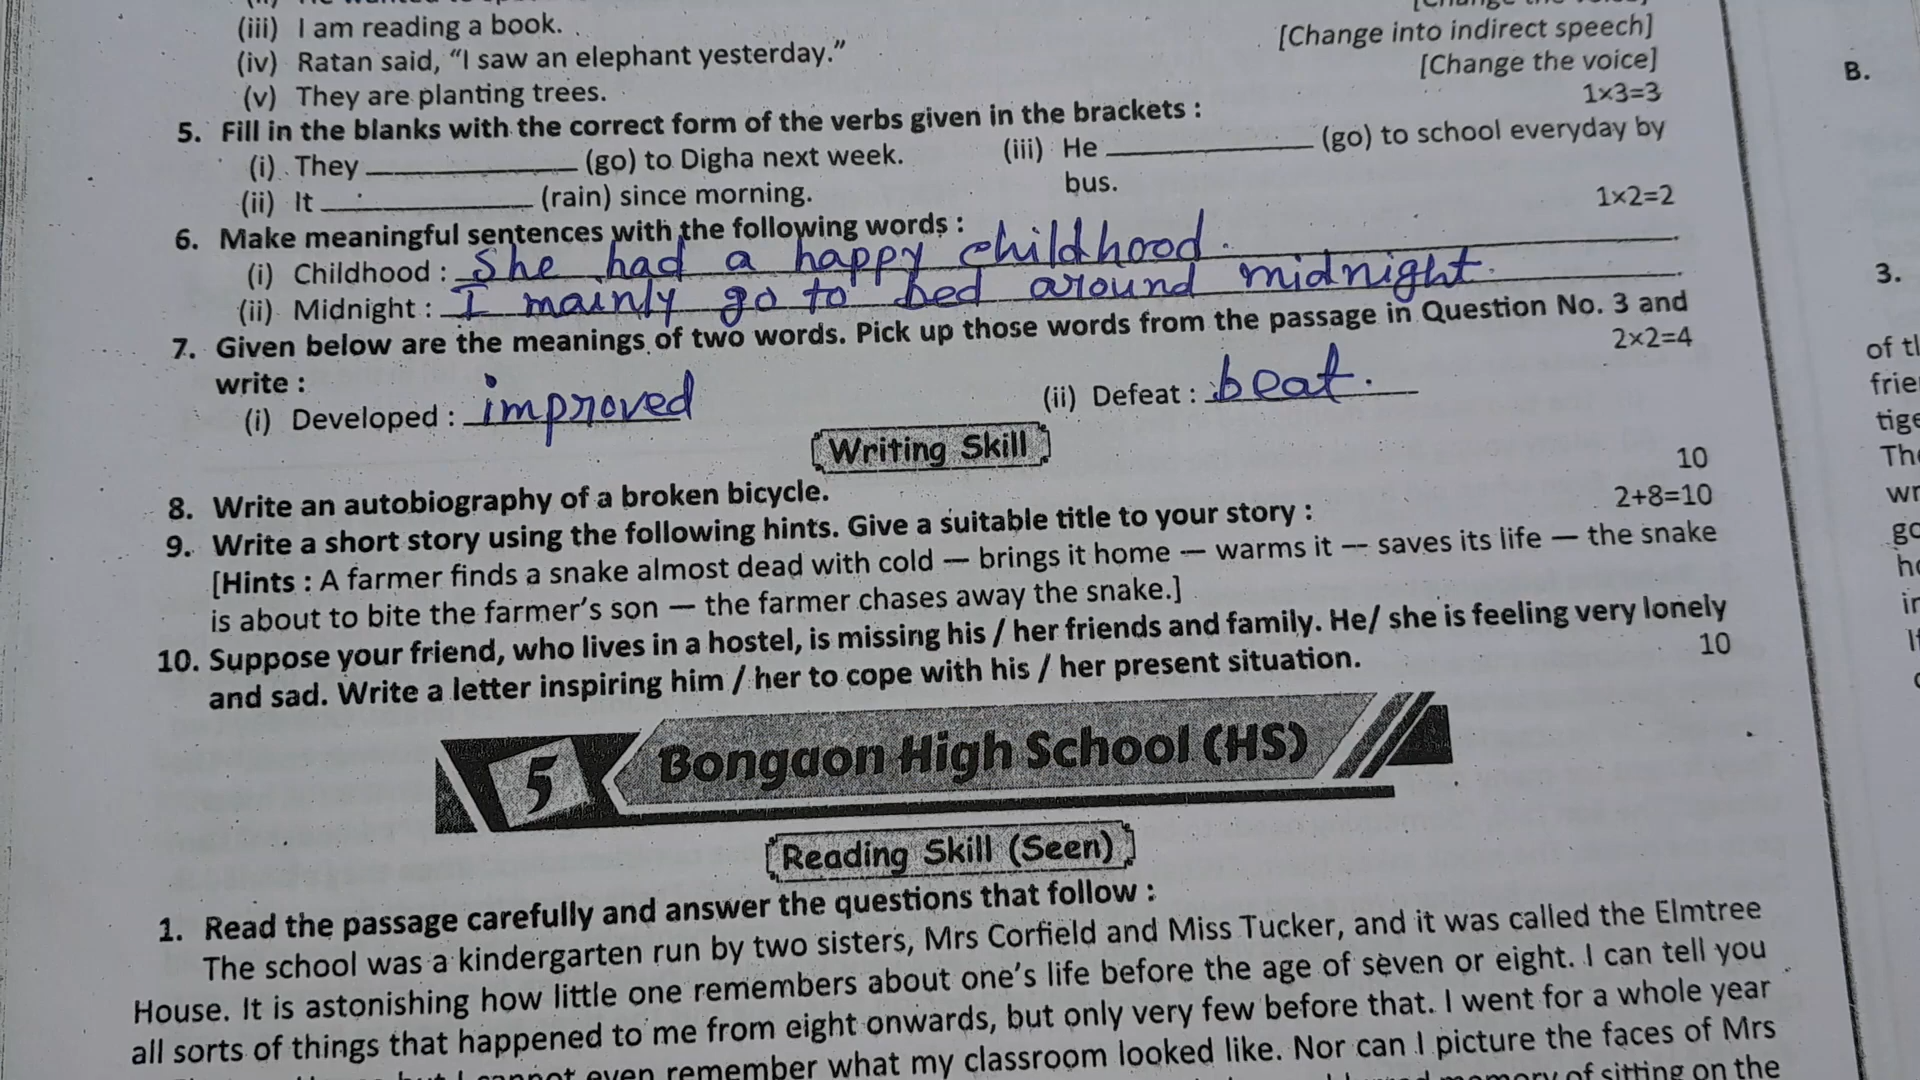 (iii) I am reading a book.
(iv) Ratan said, "I saw an elephant yesterday." [Change into indirect speech]
(v) They are planting trees. [Change the voice]
5. Fill in the blanks with the correct form of the verbs given in the brackets : 1×3=3
(i) They ____________ (go) to Digha next week. (iii) He ____________ (go) to school everyday by
(ii) It ____________ (rain) since morning. bus.
6. Make meaningful sentences with the following words : 1×2=2
(i) Childhood : She had a happy childhood.
(ii) Midnight : I mainly go to bed around midnight.
7. Given below are the meanings of two words. Pick up those words from the passage in Question No. 3 and
write : 2×2=4
(i) Developed : improved (ii) Defeat : beat.
Writing Skill
8. Write an autobiography of a broken bicycle. 10
9. Write a short story using the following hints. Give a suitable title to your story : 2+8=10
[Hints : A farmer finds a snake almost dead with cold — brings it home — warms it — saves its life — the snake
is about to bite the farmer's son — the farmer chases away the snake.]
10. Suppose your friend, who lives in a hostel, is missing his / her friends and family. He/ she is feeling very lonely
and sad. Write a letter inspiring him / her to cope with his / her present situation. 10
5 Bongaon High School (HS)
Reading Skill (Seen)
1. Read the passage carefully and answer the questions that follow :
The school was a kindergarten run by two sisters, Mrs Corfield and Miss Tucker, and it was called the Elmtree
House. It is astonishing how little one remembers about one's life before the age of seven or eight. I can tell you
all sorts of things that happened to me from eight onwards, but only very few before that. I went for a whole year
but I cannot even remember what my classroom looked like. Nor can I picture the faces of Mrs
memory of sitting on the
B.
3.
of